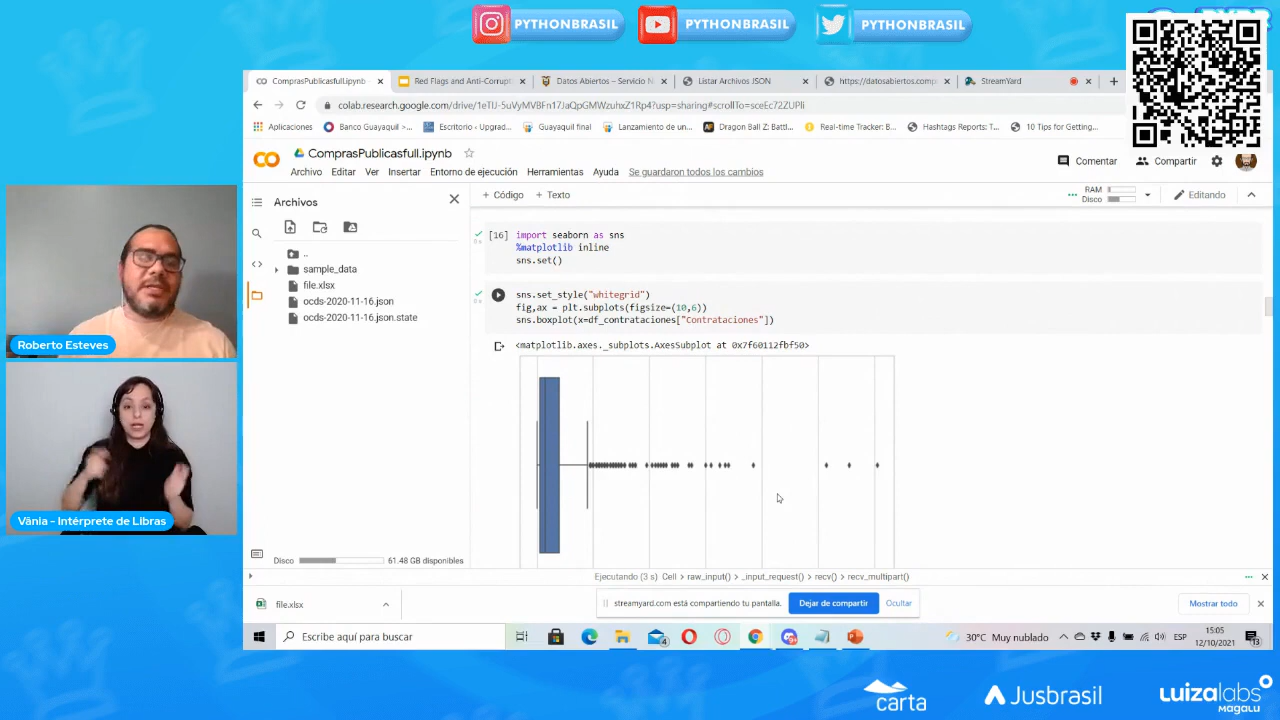 PYTHONBRASIL
PYTHONBRASIL
PYTHONBRASIL
ComprasPublicasfull.ipynb
Red Flags and Anti-Corrupt
Datos Abiertos – Servicio N
Listar Archivos JSON
https://datosabiertos.comp
StreamYard
colab.research.google.com/drive/1eTlJ-5uVyMVBFn17JaQpGMWzuhxZ1Rp4?usp=sharing#scrollTo=sceEc72ZUPli
Aplicaciones
Banco Guayaquil >...
Escritorio ‹ Upgrad...
Guayaquil final
Lanzamiento de un...
Dragon Ball Z: Battl...
Real-time Tracker: B...
Hashtags Reports: T...
10 Tips for Getting...
ComprasPublicasfull.ipynb
Comentar
Compartir
Archivo Editar Ver Insertar Entorno de ejecución Herramientas Ayuda Se guardaron todos los cambios
Archivos
+ Código + Texto
RAM
Disco
Editando
..
sample_data
file.xlsx
ocds-2020-11-16.json
ocds-2020-11-16.json.state
[16] import seaborn as sns
%matplotlib inline
sns.set()
sns.set_style("whitegrid")
fig,ax = plt.subplots(figsize=(10,6))
sns.boxplot(x=df_contrataciones["Contrataciones"])
<matplotlib.axes._subplots.AxesSubplot at 0x7f60112fbf50>
Roberto Esteves
Vânia - Intérprete de Libras
Disco
61.48 GB disponibles
Ejecutando (3 s) Cell > raw_input() > _input_request() > recv() > recv_multipart()
file.xlsx
streamyard.com está compartiendo tu pantalla.
Dejar de compartir
Ocultar
Mostrar todo
Escribe aquí para buscar
4
30°C Muy nublado
ESP
15:05
12/10/2021
13
carta
Jusbrasil
luizalabs
MAGALU